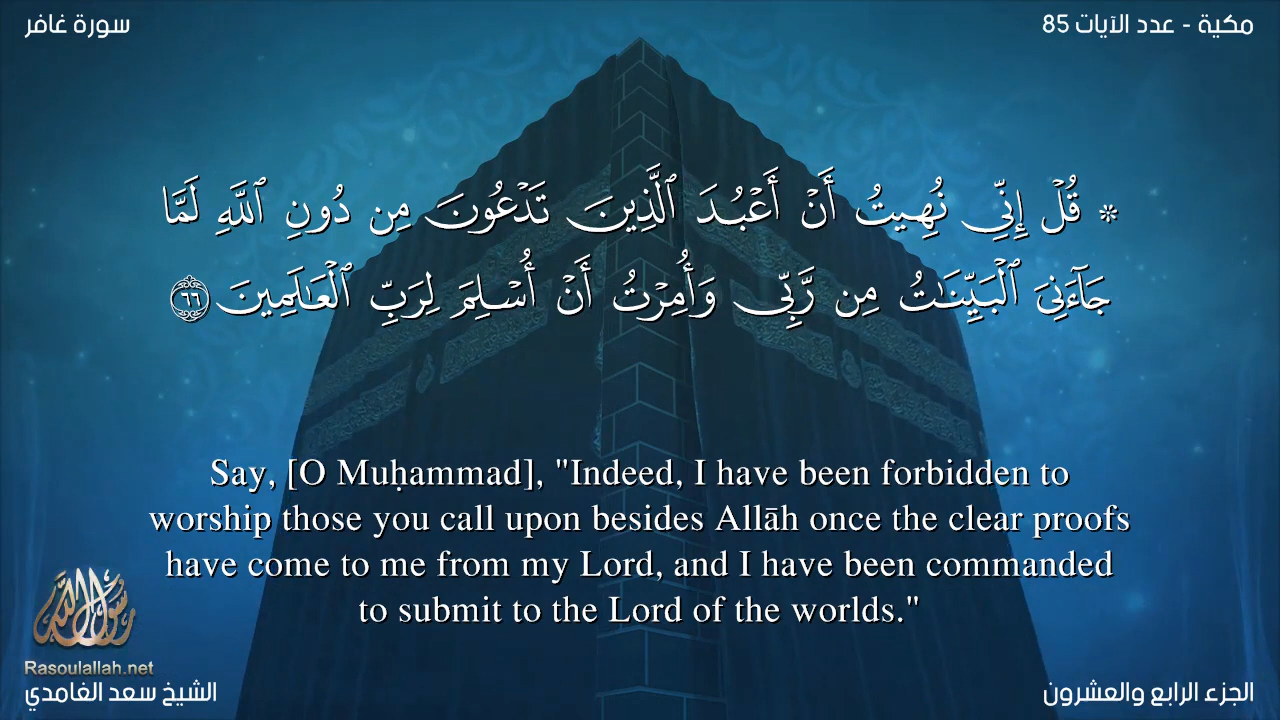 سورة غافر
مكية - عدد الآيات 85
* قُلْ إِنِّي نُهِيتُ أَنْ أَعْبُدَ ٱلَّذِينَ تَدْعُونَ مِن دُونِ ٱللَّهِ لَمَّا
جَآءَنِىَ ٱلْبَيِّنَـٰتُ مِن رَّبِّى وَأُمِرْتُ أَنْ أُسْلِمَ لِرَبِّ ٱلْعَـٰلَمِينَ ٦٦
Say, [O Muḥammad], "Indeed, I have been forbidden to
worship those you call upon besides Allāh once the clear proofs
have come to me from my Lord, and I have been commanded
to submit to the Lord of the worlds."
رسول الله
Rasoulallah.net
الشيخ سعد الغامدي
الجزء الرابع والعشرون